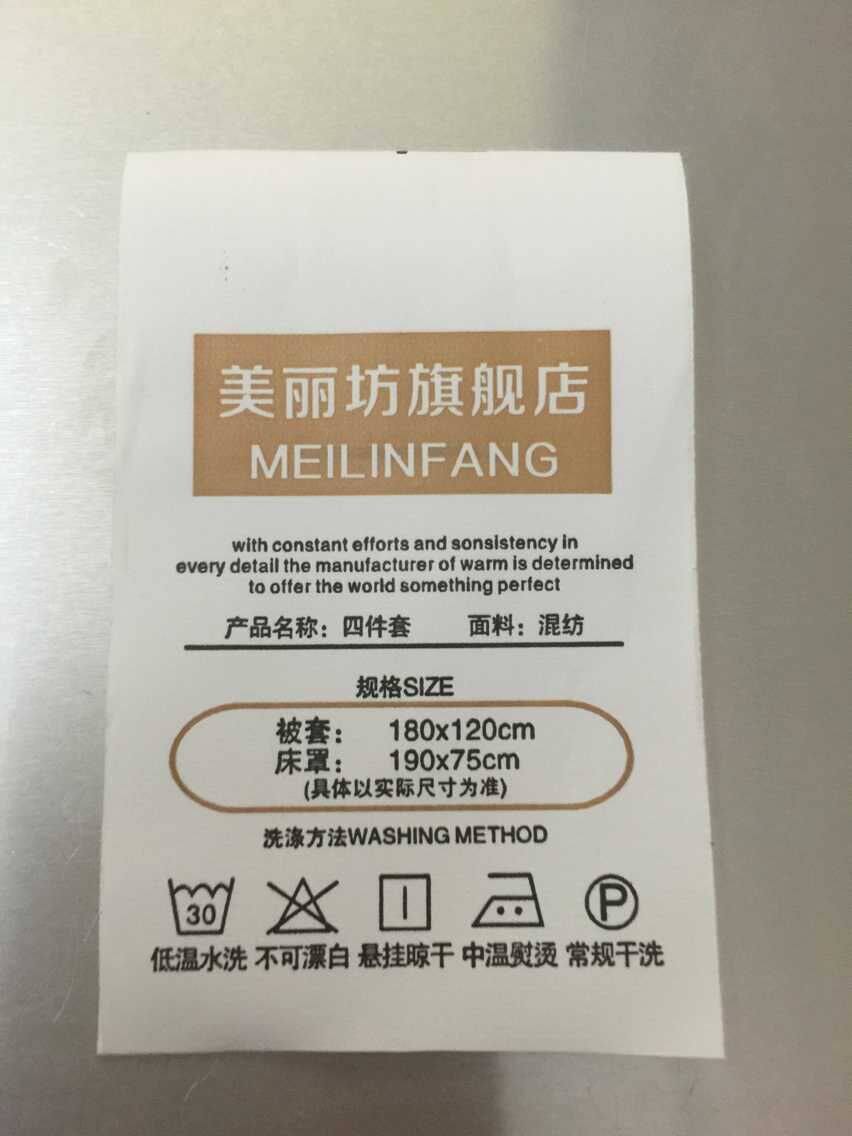 美丽坊旗舰店
MEILINFANG
with constant efforts and sonsistency in
every detail the manufacturer of warm is determined
to offer the world something perfect
产品名称：四件套 面料：混纺
规格SIZE
被套： 180x120cm
床罩： 190x75cm
(具体以实际尺寸为准)
洗涤方法WASHING METHOD
30 P
低温水洗 不可漂白 悬挂晾干 中温熨烫 常规干洗